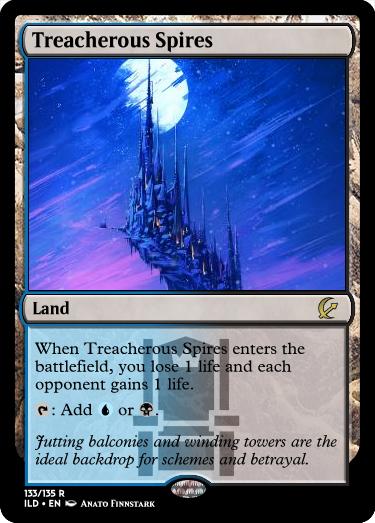 Treacherous Spires
Land
When Treacherous Spires enters the
battlefield, you lose 1 life and each
opponent gains 1 life.
: Add or .
Jutting balconies and winding towers are the
ideal backdrop for schemes and betrayal.
133/135 R
ILD • EN Anato Finnstark